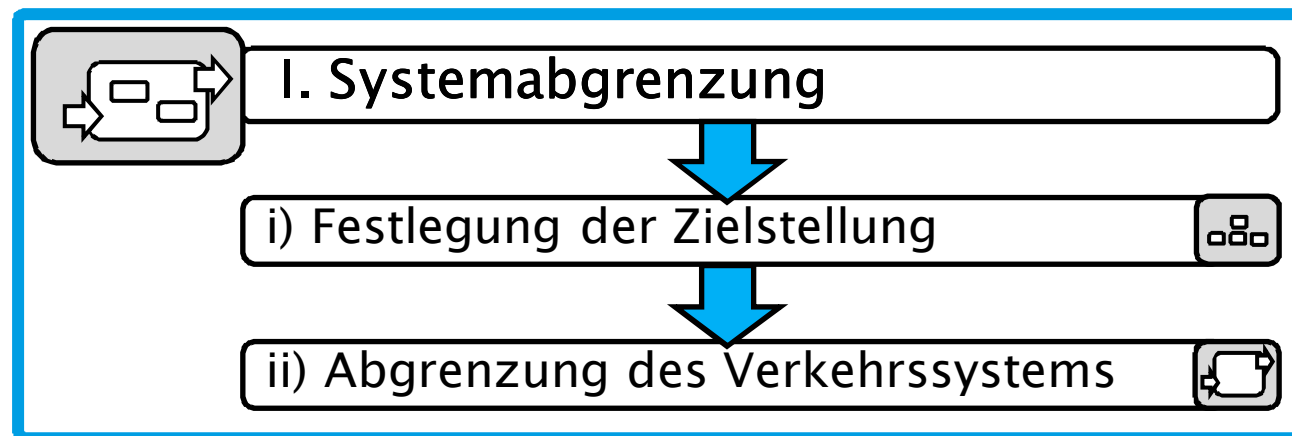 I. Systemabgrenzung
i) Festlegung der Zielstellung
ii) Abgrenzung des Verkehrssystems